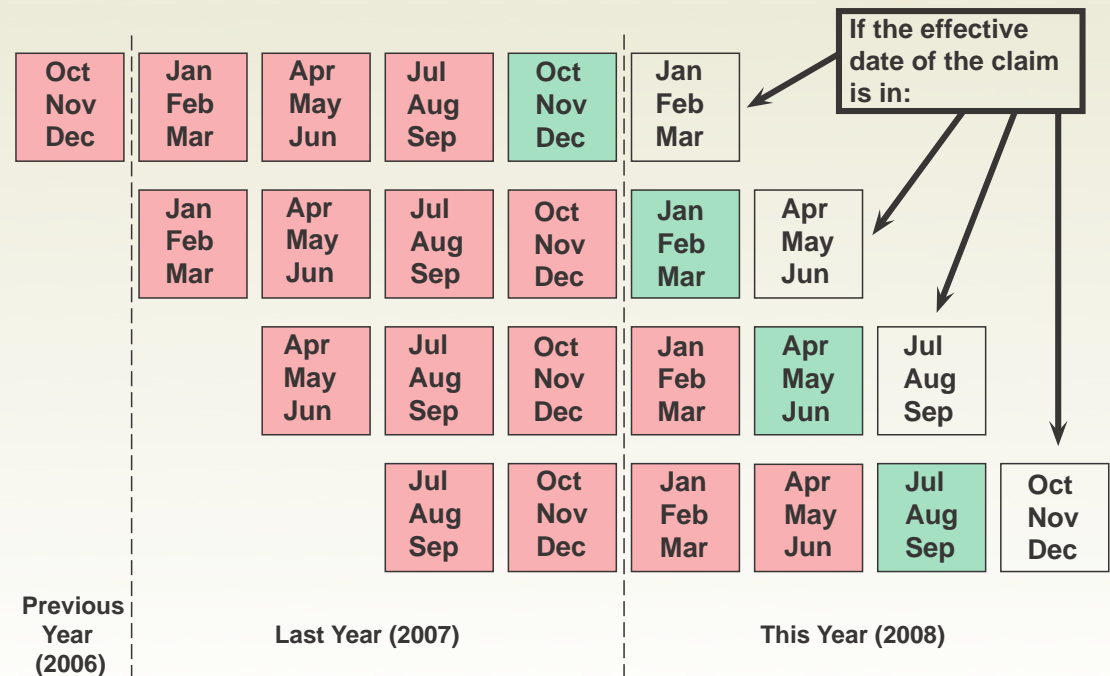 If the effective
date of the claim
is in:
Oct
Nov
Dec
Jan
Feb
Mar
Apr
May
Jun
Jul
Aug
Sep
Oct
Nov
Dec
Jan
Feb
Mar
Jan
Feb
Mar
Apr
May
Jun
Jul
Aug
Sep
Oct
Nov
Dec
Jan
Feb
Mar
Apr
May
Jun
Apr
May
Jun
Jul
Aug
Sep
Oct
Nov
Dec
Jan
Feb
Mar
Apr
May
Jun
Jul
Aug
Sep
Jul
Aug
Sep
Oct
Nov
Dec
Jan
Feb
Mar
Apr
May
Jun
Jul
Aug
Sep
Oct
Nov
Dec
Previous
Year
(2006)
Last Year (2007)
This Year (2008)